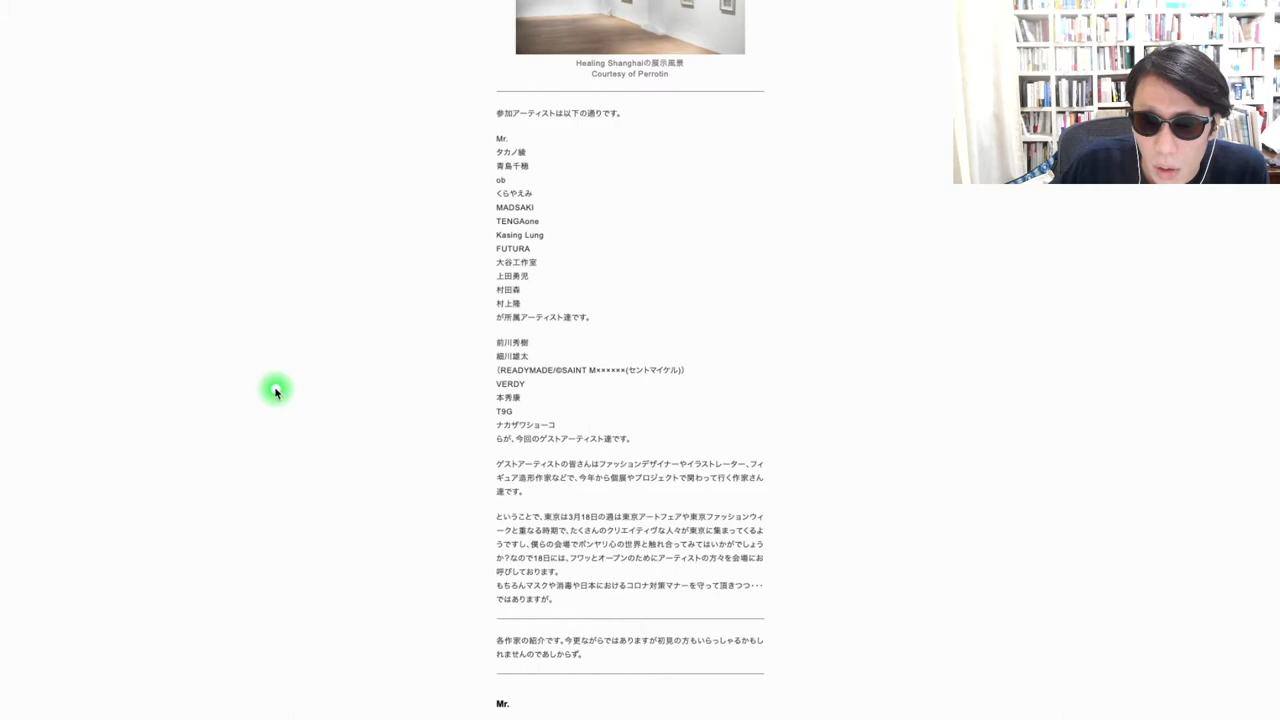 Healing Shanghaiの展示風景
Courtesy of Perrotin
参加アーティストは以下の通りです。
Mr.
タカノ綾
青島千穂
ob
くらやえみ
MADSAKI
TENGAone
Kasing Lung
FUTURA
大谷工作室
上田勇児
村田森
村上隆
が所属アーティスト達です。
前川秀樹
細川雄太
（READYMADE/©SAINT M××××××(セントマイケル)）
VERDY
本秀康
T9G
ナカザワショーコ
らが、今回のゲストアーティスト達です。
ゲストアーティストの皆さんはファッションデザイナーやイラストレーター、フィ
ギュア造形作家などで、今年から個展やプロジェクトで関わって行く作家さん
達です。
ということで、東京は3月18日の週は東京アートフェアや東京ファッションウィ
ークと重なる時期で、たくさんのクリエイティヴな人々が東京に集まってくるよ
うですし、僕らの会場でボンヤリ心の世界と触れ合ってみてはいかがでしょう
か？なので18日には、フワッとオープンのためにアーティストの方々を会場にお
呼びしております。
もちろんマスクや消毒や日本におけるコロナ対策マナーを守って頂きつつ・・・
ではありますが。
各作家の紹介です。今更ながらではありますが初見の方もいらっしゃるかもし
れませんのであしからず。
Mr.